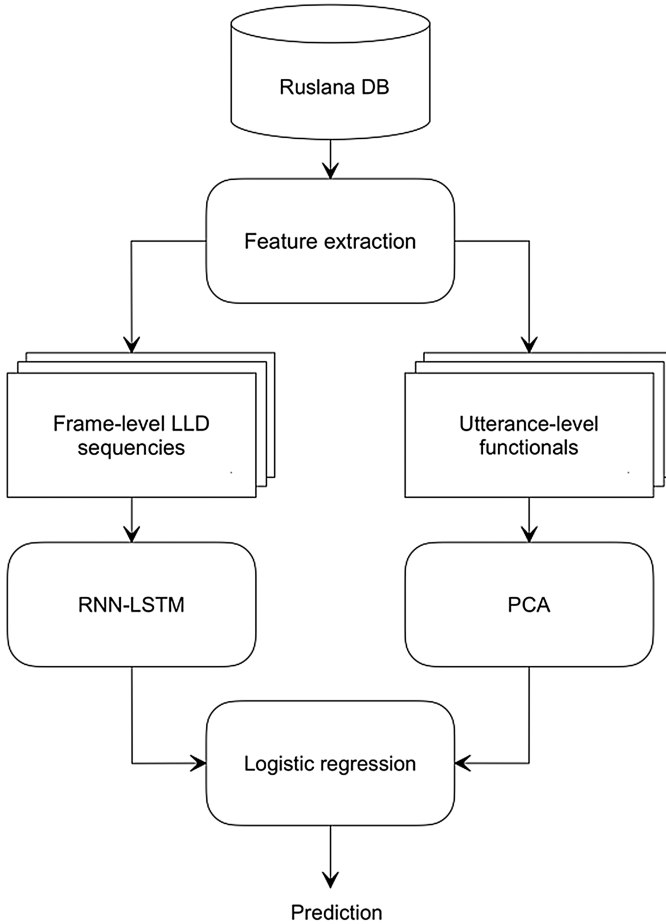 Ruslana DB
Feature extraction
Frame-level LLD
sequencies
Utterance-level
functionals
RNN-LSTM
PCA
Logistic regression
Prediction